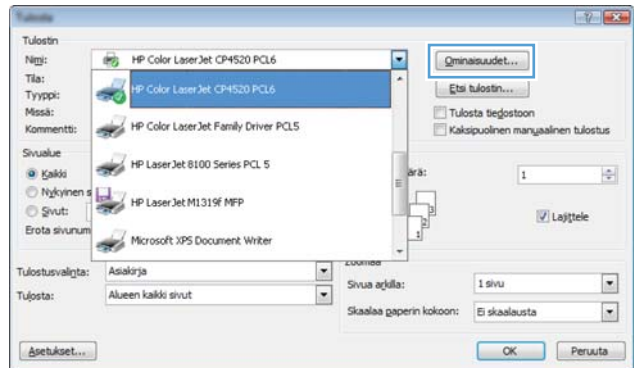 Tulosta
Tulostin
Nimi: HP Color LaserJet CP4520 PCL6 Ominaisuudet...
Tila:
HP Color LaserJet CP4520 PCL6 Etsi tulostin...
Tyyppi:
Missä: Tulosta tiedostoon
Kommentti: HP Color LaserJet Family Driver PCL5 Kaksipuolinen manuaalinen tulostus
Sivualue
Kaikki HP LaserJet 8100 Series PCL 5 ärä: 1
Nykyinen s
Sivut: HP LaserJet M1319f MFP Lajittele
Erota sivunum
Microsoft XPS Document Writer
3
2
1
Tulostusvalinta: Asiakirja Zoomaa
Sivua arkilla: 1 sivu
Tulosta: Alueen kaikki sivut
Skaalaa paperin kokoon: Ei skaalausta
Asetukset... OK Peruuta